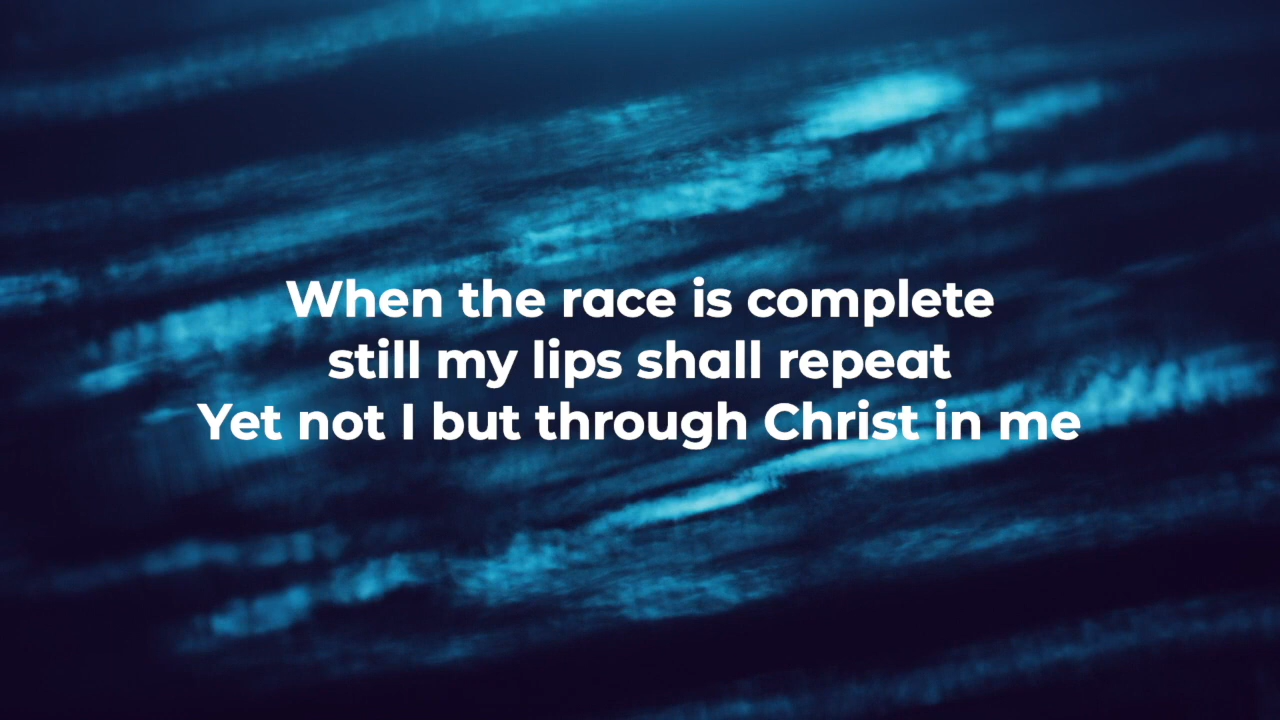 When the race is complete
still my lips shall repeat
Yet not I but through Christ in me